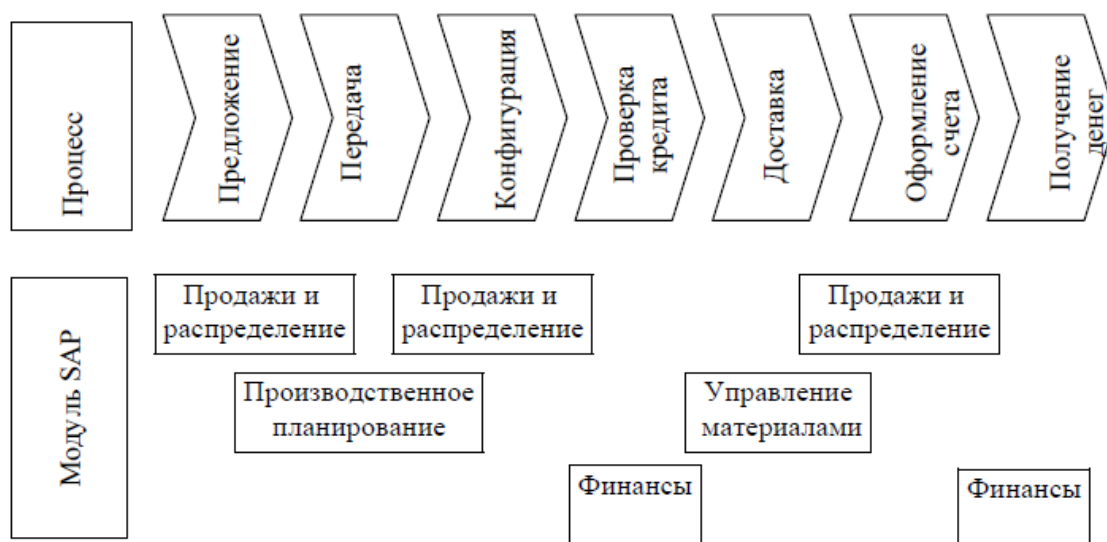 Процесс
Предложение
Передача
Конфигурация
Проверка
кредита
Доставка
Оформление
счета
Получение
денег
Модуль SAP
Продажи и
распределение
Продажи и
распределение
Продажи и
распределение
Производственное
планирование
Управление
материалами
Финансы
Финансы